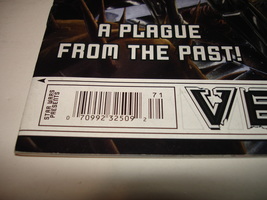 A PLAGUE
FROM THE PAST!
STAR WARS
PRESENTS
71
0 70992 32509 2
VE